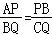 AP/BQ = PB/CQ